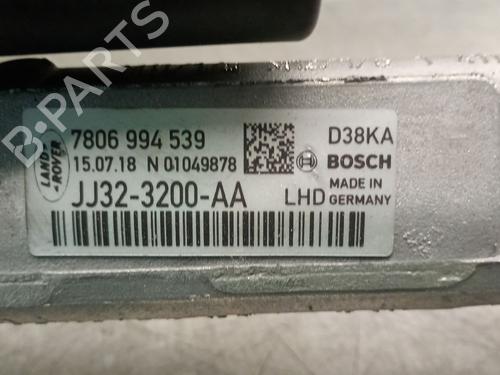 B-PARTS
LAND
ROVER
7806 994 539
D38KA
15.07.18 N 01049878
BOSCH
JJ32-3200-AA
LHD
MADE IN
GERMANY